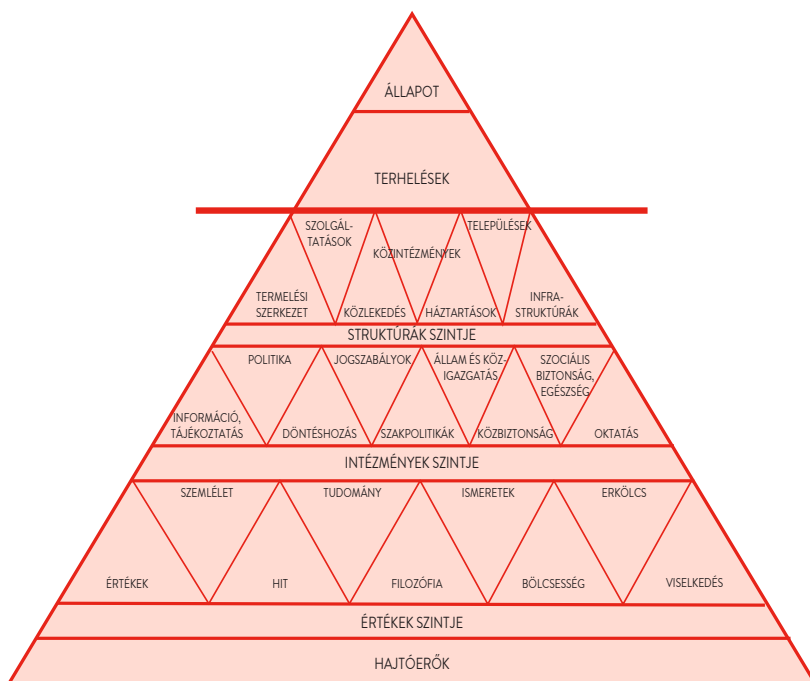 ÁLLAPOT
TERHELÉSEK
SZOLGÁL-
TATÁSOK
KÖZINTÉZMÉNYEK
TELEPÜLÉSEK
TERMELÉSI
SZERKEZET
KÖZLEKEDÉS
HÁZTARTÁSOK
INFRA-
STRUKTÚRÁK
STRUKTÚRÁK SZINTJE
POLITIKA
JOGSZABÁLYOK
ÁLLAM ÉS KÖZ-
IGAZGATÁS
SZOCIÁLIS
BIZTONSÁG,
EGÉSZSÉG
INFORMÁCIÓ,
TÁJÉKOZTATÁS
DÖNTÉSHOZÁS
SZAKPOLITIKÁK
KÖZBIZTONSÁG
OKTATÁS
INTÉZMÉNYEK SZINTJE
SZEMLÉLET
TUDOMÁNY
ISMERETEK
ERKÖLCS
ÉRTÉKEK
HIT
FILOZÓFIA
BÖLCSESSÉG
VISELKEDÉS
ÉRTÉKEK SZINTJE
HAJTÓERŐK